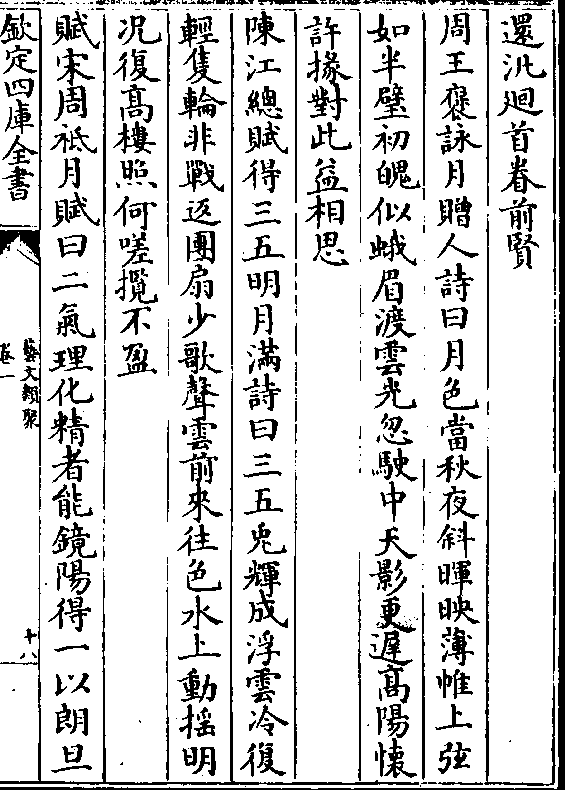 還汎廻首眷前賢
周王襃詠月贈人詩曰月色當秋夜斜暉映薄帷上弦
如半璧初魄似蛾眉渡雲光忽駛中天影更遲髙陽懷
許掾對此益相思
陳江總賦得三五明月滿詩曰三五兎輝成浮雲冷復
輕隻輪非戰返團扇少歌聲雲前來往色水上動揺明
况復髙樓照何嗟攬不盈
賦宋周祗月賦曰二氣理化精者能鏡陽得一以朗旦
欽定四庫全書
藝文類聚
卷一
十八